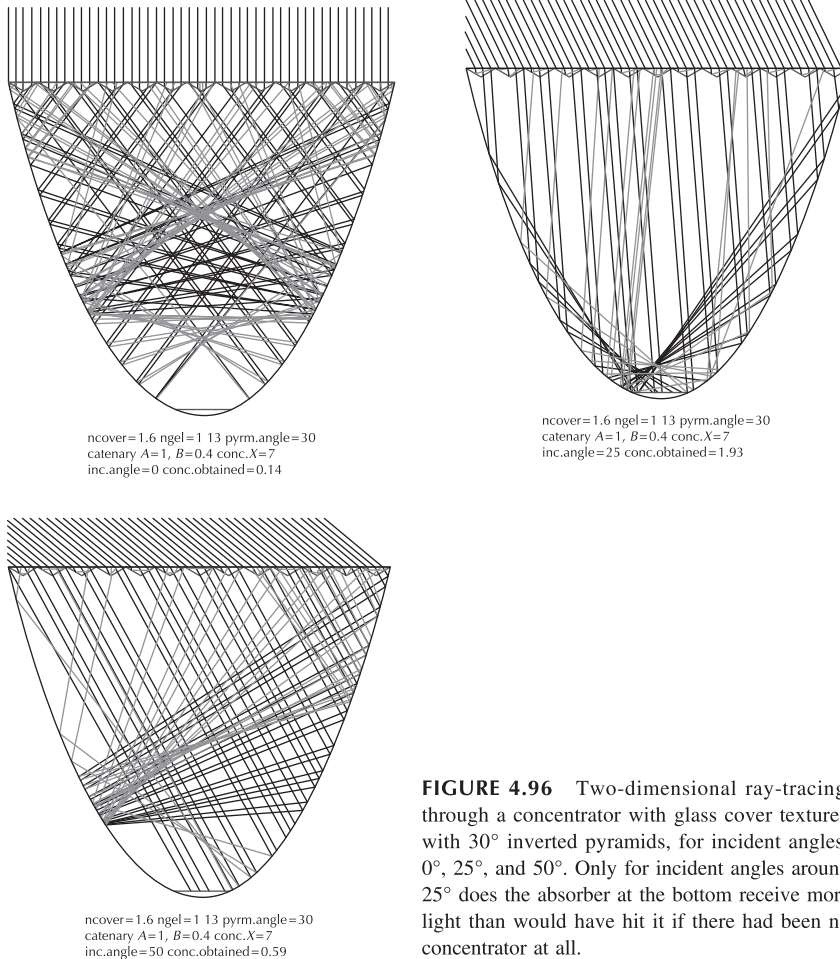 ncover=1.6 ngel=1 13 pyrm.angle=30
catenary A=1, B=0.4 conc.X=7
inc.angle=0 conc.obtained=0.14
ncover=1.6 ngel=1 13 pyrm.angle=30
catenary A=1, B=0.4 conc.X=7
inc.angle=25 conc.obtained=1.93
ncover=1.6 ngel=1 13 pyrm.angle=30
catenary A=1, B=0.4 conc.X=7
inc.angle=50 conc.obtained=0.59
FIGURE 4.96 Two-dimensional ray-tracing
through a concentrator with glass cover texture
with 30° inverted pyramids, for incident angles
0°, 25°, and 50°. Only for incident angles aroun
25° does the absorber at the bottom receive mor
light than would have hit it if there had been n
concentrator at all.